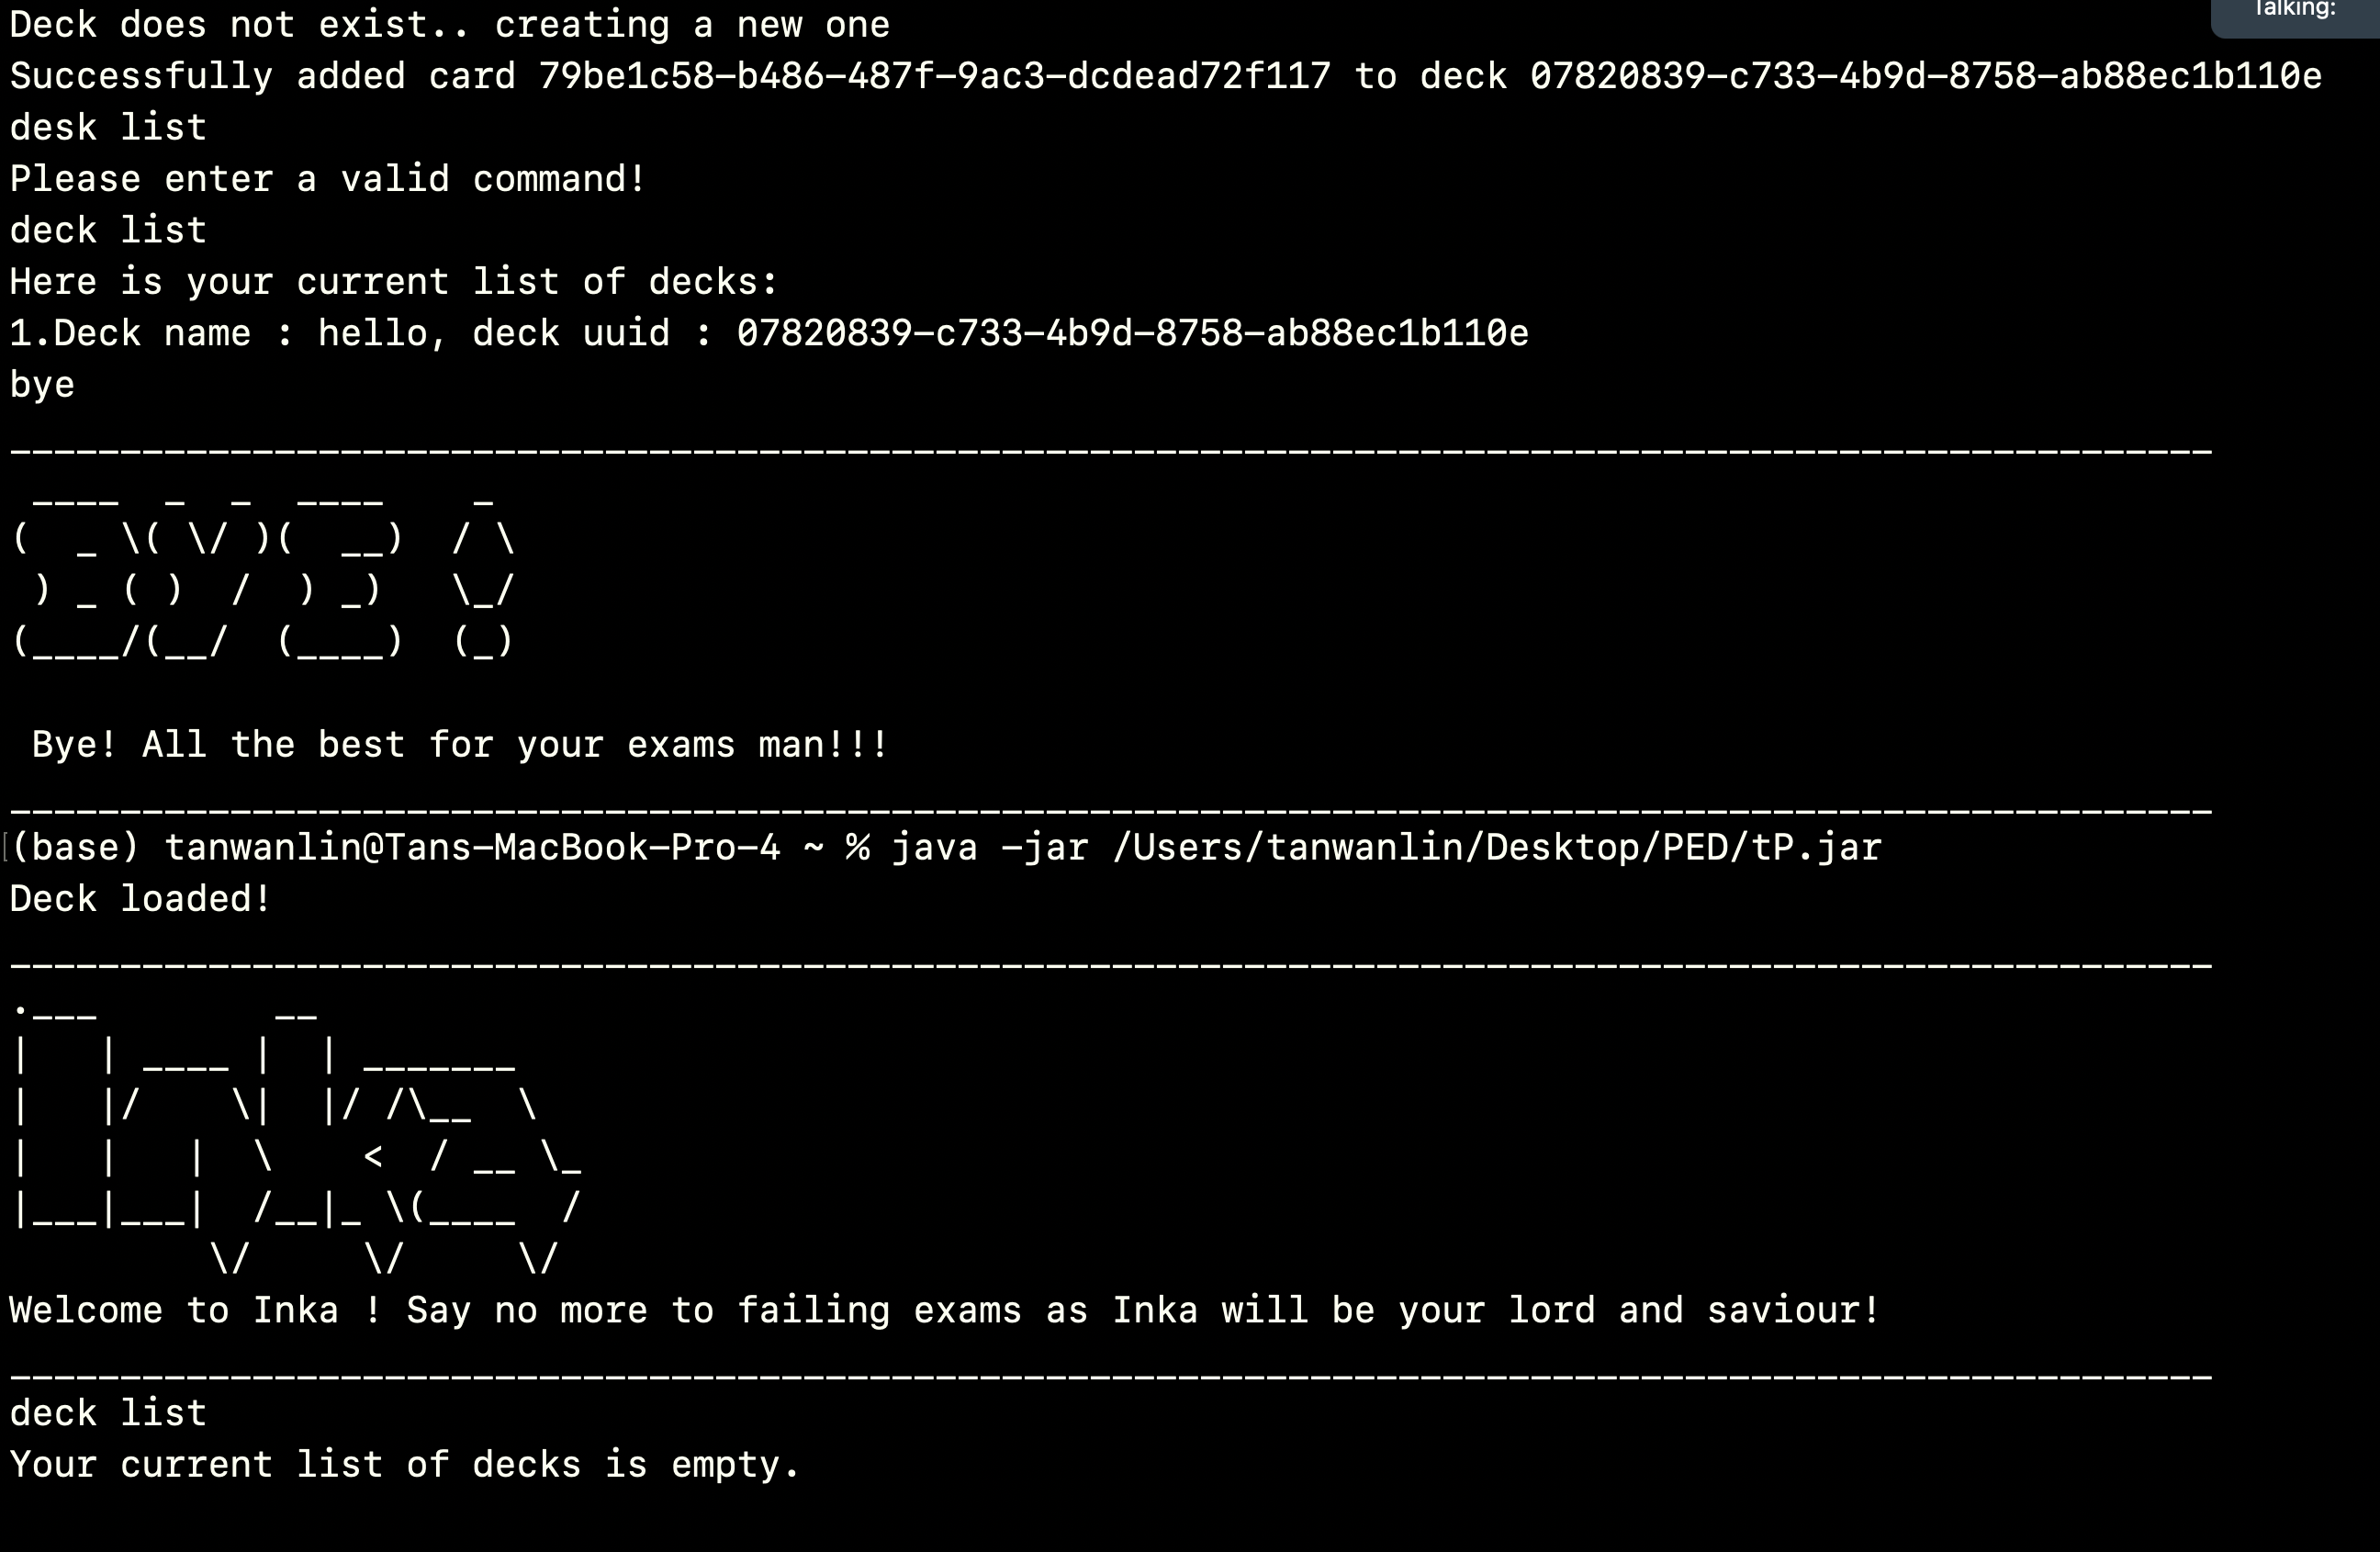 Talking:
Deck does not exist.. creating a new one
Successfully added card 79be1c58-b486-487f-9ac3-dcdead72f117 to deck 07820839-c733-4b9d-8758-ab88ec1b110e
desk list
Please enter a valid command!
deck list
Here is your current list of decks:
1.Deck name : hello, deck uuid : 07820839-c733-4b9d-8758-ab88ec1b110e
bye
____________________________________________________________________________________________________
 ____  _  _  ____    _
(  _ \( \/ )(  __)  / \
 ) _ ( )  /  ) _)   \_/
(____/(__/  (____)  (_)
 Bye! All the best for your exams man!!!
____________________________________________________________________________________________________
(base) tanwanlin@Tans-MacBook-Pro-4 ~ % java -jar /Users/tanwanlin/Desktop/PED/tP.jar
Deck loaded!
____________________________________________________________________________________________________
.___        __
|   | ____ |  | _______
|   |/    \|  |/ /\__  \
|   |   |  \    <  / __ \_
|___|___|  /__|_ \(____  /
         \/     \/     \/
Welcome to Inka ! Say no more to failing exams as Inka will be your lord and saviour!
____________________________________________________________________________________________________
deck list
Your current list of decks is empty.